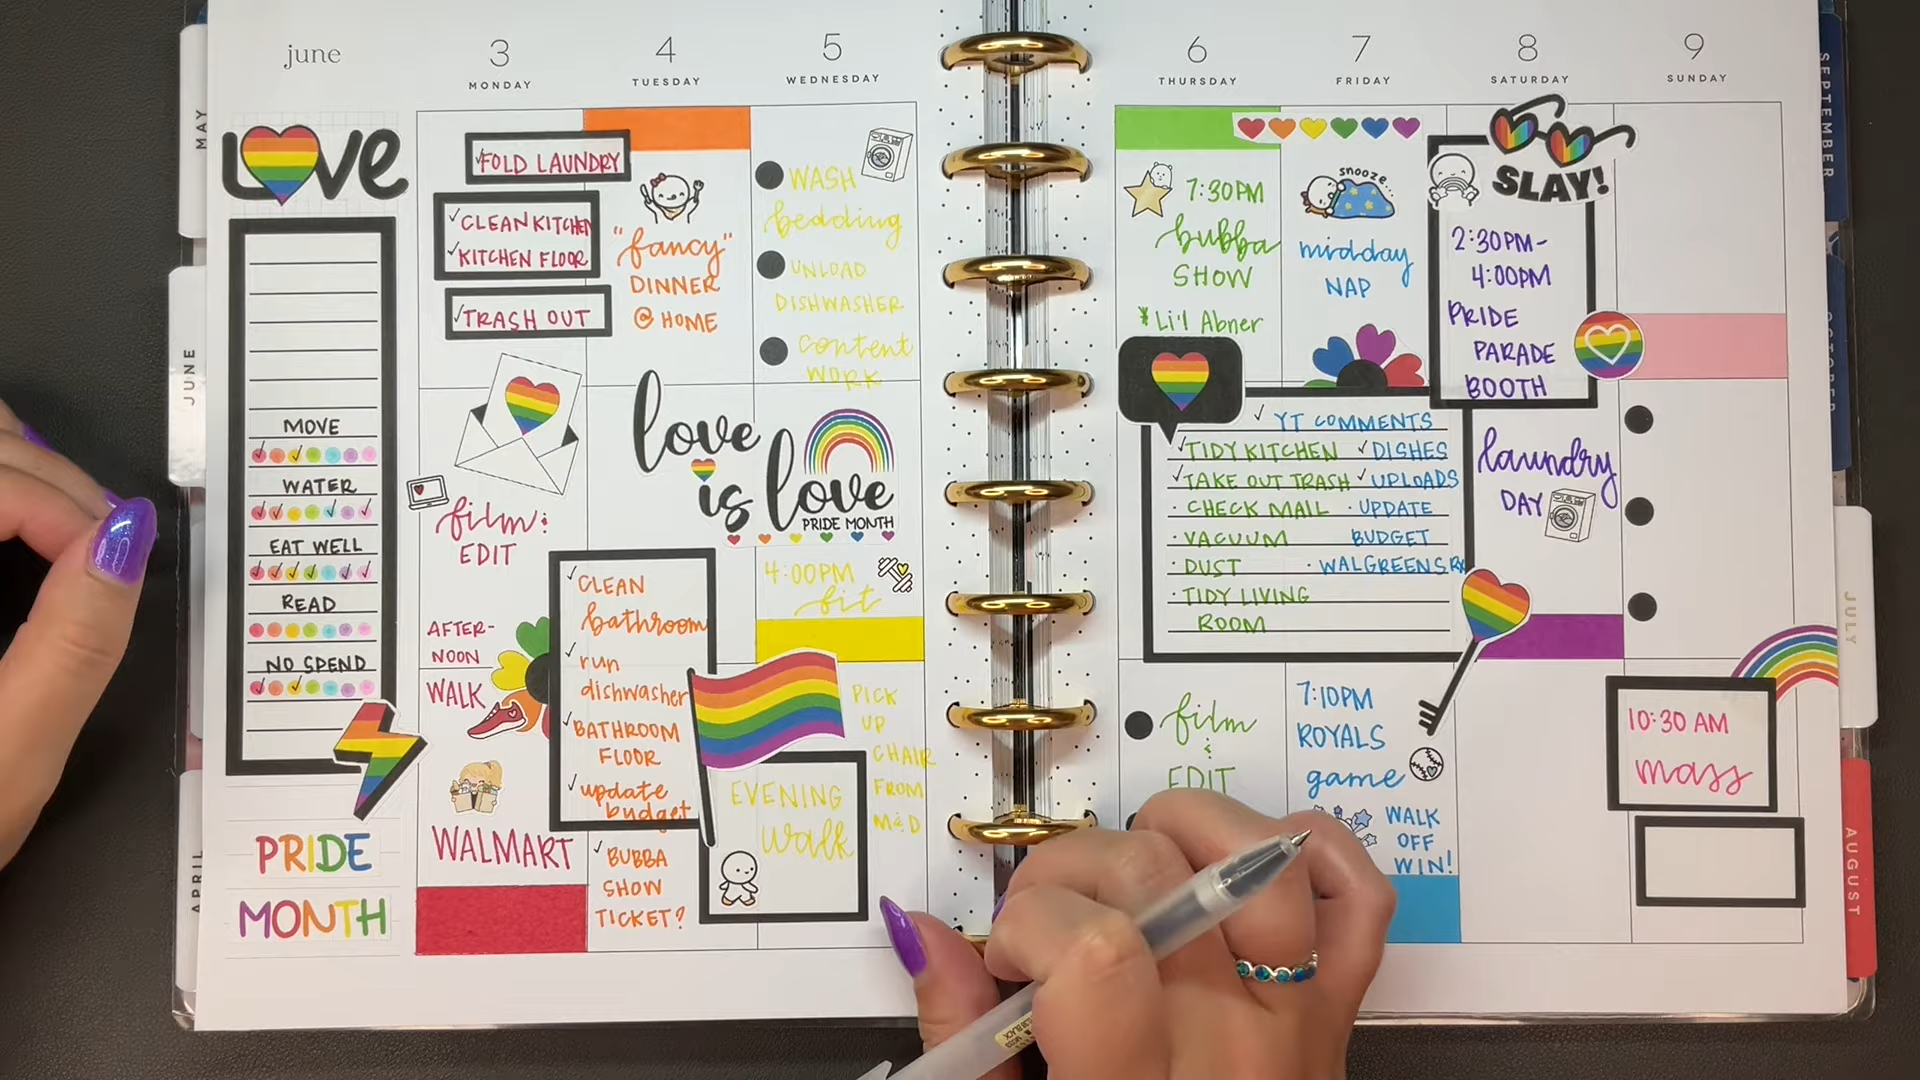 june
3
MONDAY
4
TUESDAY
5
WEDNESDAY
6
THURSDAY
7
FRIDAY
8
SATURDAY
9
SUNDAY
MAY
JUNE
APRIL
SEPTEMBER
OCTOBER
JULY
AUGUST
LOVE
MOVE
WATER
EAT WELL
READ
NO SPEND
PRIDE
MONTH
✓FOLD LAUNDRY
✓CLEAN KITCHEN
✓KITCHEN FLOOR
✓TRASH OUT
film &
EDIT
AFTER-
NOON
WALK
WALMART
"fancy"
DINNER
@ HOME
love
is love
PRIDE MONTH
✓CLEAN
bathroom
✓run
dishwasher
✓BATHROOM
FLOOR
✓update
budget
✓BUBBA
SHOW
TICKET?
WASH
bedding
UNLOAD
DISHWASHER
content
WORK
4:00PM
fit
PICK
UP
CHAIR
FROM
M&D
EVENING
walk
7:30PM
bubba
SHOW
*Li'l Abner
snooze...
midday
NAP
✓YT COMMENTS
✓TIDY KITCHEN ✓DISHES
✓TAKE OUT TRASH ✓UPLOADS
· CHECK MAIL · UPDATE
· VACUUM BUDGET
· DUST · WALGREENS RX
· TIDY LIVING
ROOM
film
&
EDIT
7:10PM
ROYALS
game
WALK
OFF
WIN!
SLAY!
2:30PM-
4:00PM
PRIDE
PARADE
BOOTH
laundry
DAY
10:30 AM
mass